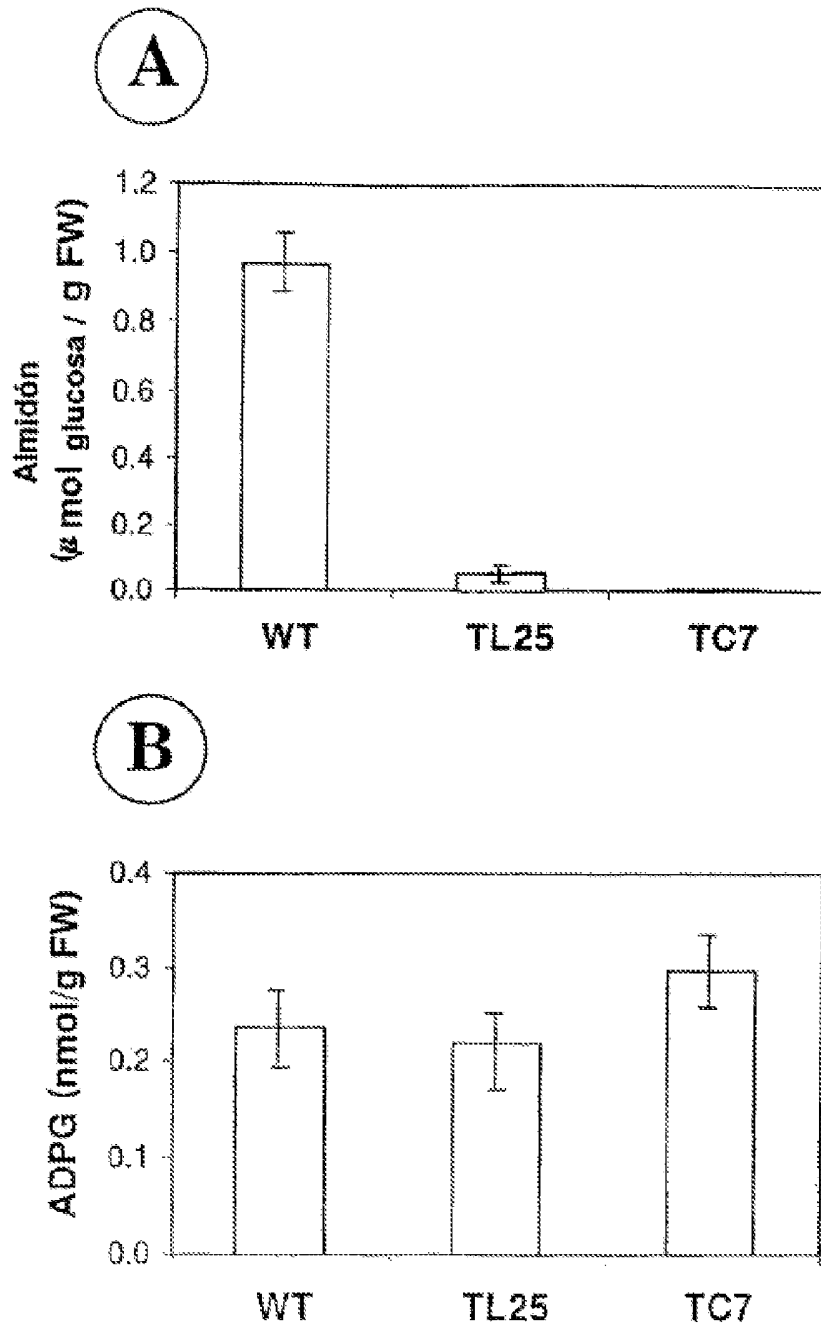 A
Almidón
(µ mol glucosa / g FW)
1.2
1.0
0.8
0.6
0.4
0.2
0.0
WT TL25 TC7
B
ADPG (nmol/g FW)
0.4
0.3
0.2
0.1
0.0
WT TL25 TC7